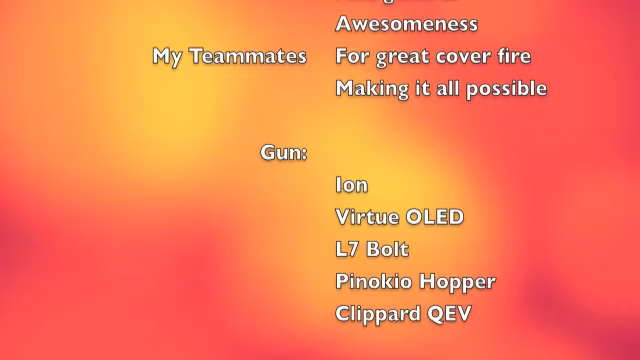 Awesomeness
My Teammates For great cover fire
Making it all possible
Gun:
Ion
Virtue OLED
L7 Bolt
Pinokio Hopper
Clippard QEV